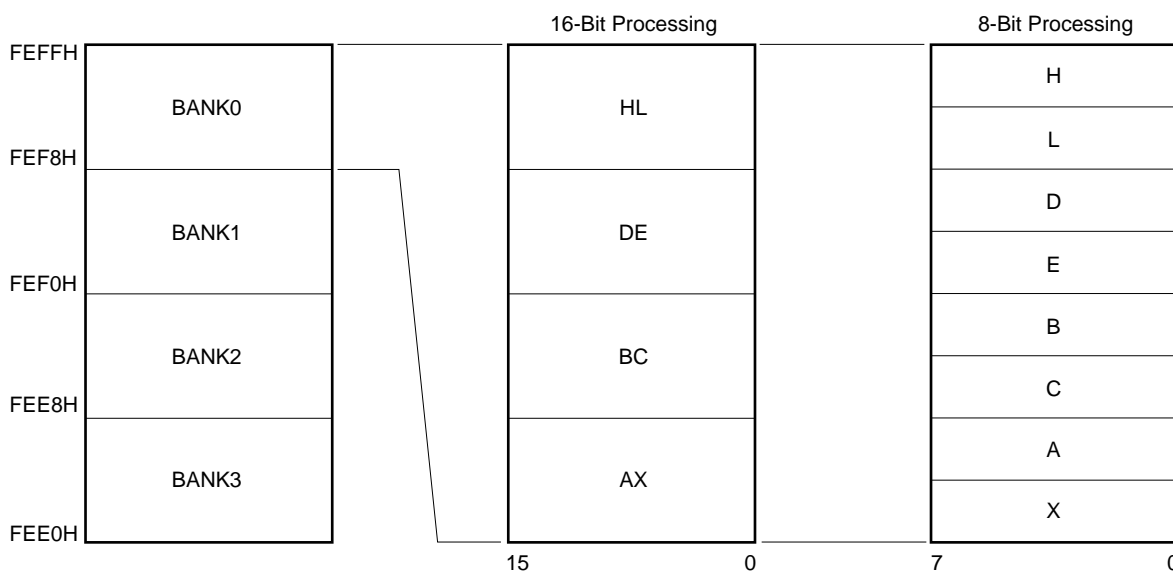 16-Bit Processing
8-Bit Processing
FEFFH
BANK0
HL
H
L
FEF8H
BANK1
DE
D
E
FEF0H
BANK2
BC
B
C
FEE8H
BANK3
AX
A
X
FEE0H
15 0 7 0